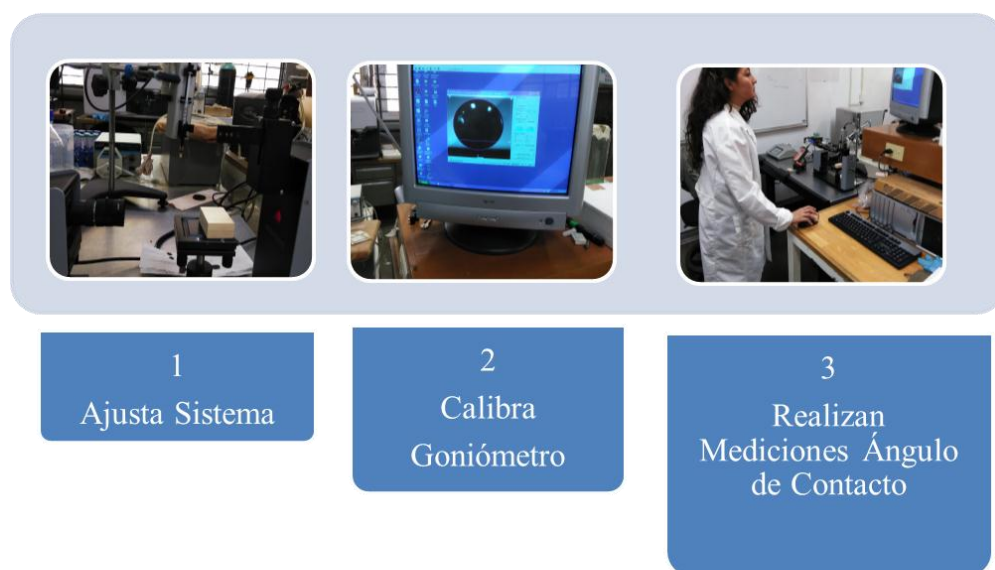 1
Ajusta Sistema
2
Calibra
Goniómetro
3
Realizan
Mediciones Ángulo
de Contacto